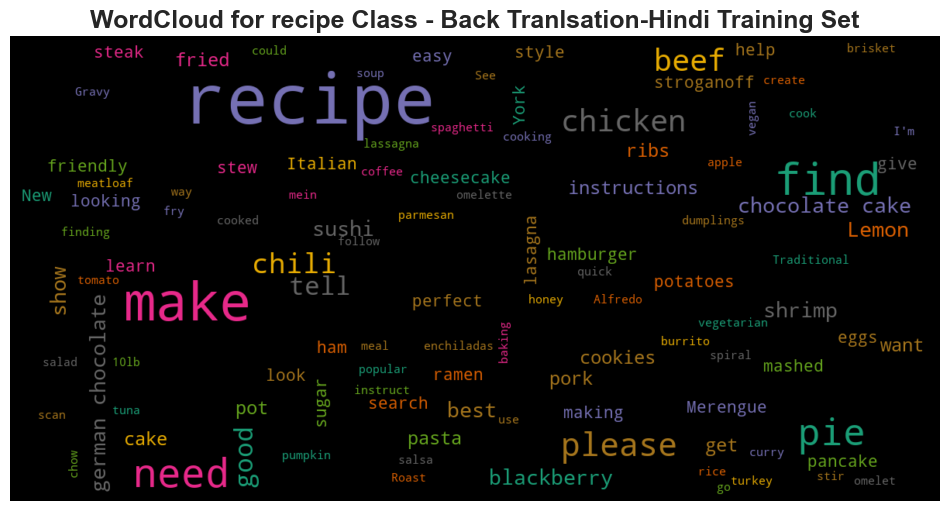 WordCloud for recipe Class - Back Tranlsation-Hindi Training Set
steak
fried
could
easy
style
beef
help
brisket
soup
See
stroganoff
create
Gravy
recipe
York
chicken
vegan
cook
I'm
spaghetti
cooking
lassagna
ribs
friendly
stew
Italian
coffee
cheesecake
apple
find
give
New
meatloaf
looking
way
mein
omelette
instructions
chocolate cake
fry
cooked
sushi
parmesan
dumplings
Lemon
finding
follow
lasagna
hamburger
Traditional
show
learn
chili
tomato
tell
quick
potatoes
make
perfect
honey
Alfredo
shrimp
german chocolate
vegetarian
baking
burrito
eggs
want
salad
10lb
ham
meal
enchiladas
cookies
spiral
mashed
look
popular
ramen
pork
sugar
instruct
scan
tuna
pot
search
best
use
making
Merengue
cake
good
pasta
please
get
pie
chow
need
pumpkin
salsa
Roast
blackberry
curry
pancake
rice
go
turkey
stir
omelet